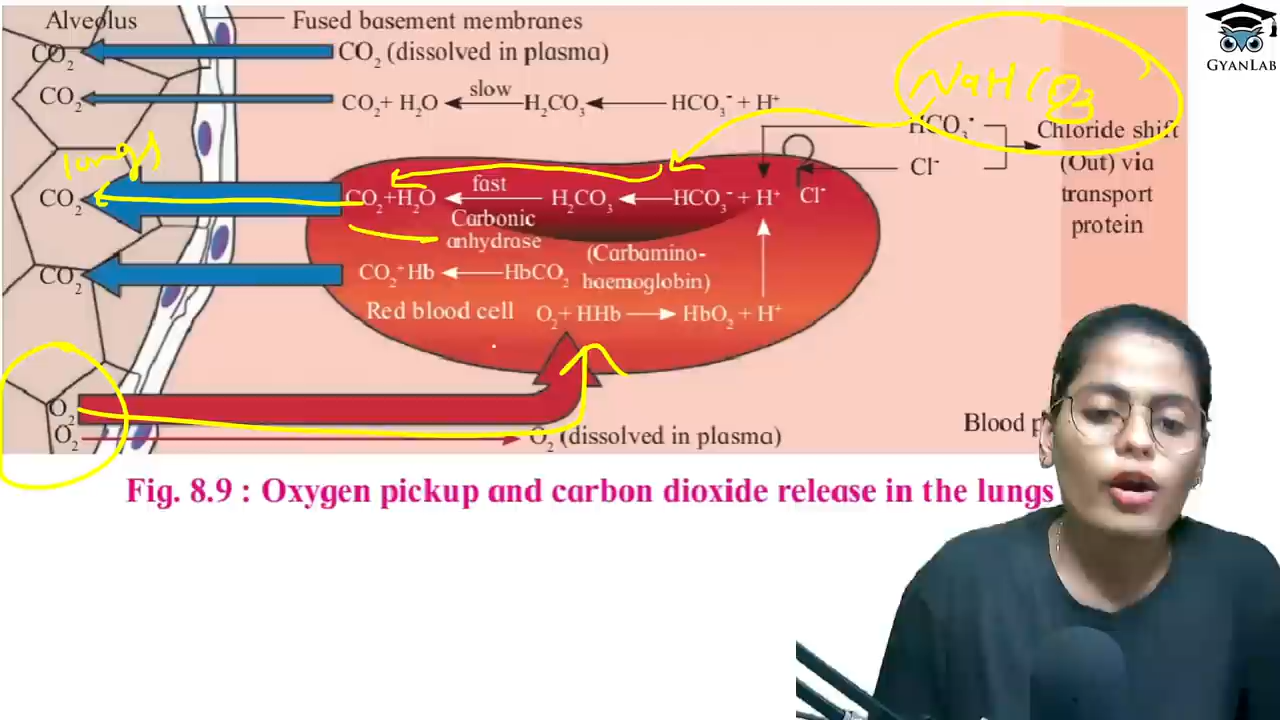 Alveolus
Fused basement membranes
GYANLAB
CO₂
CO₂ (dissolved in plasma)
NaHCO₃
CO₂
CO₂ + H₂O
slow
H₂CO₃
HCO₃⁻ + H⁺
HCO₃⁻
Chloride shift
(Out) via
transport
protein
Cl⁻
lungs
CO₂
CO₂+H₂O
fast
Carbonic
anhydrase
H₂CO₃
HCO₃⁻ + H⁺
Cl⁻
CO₂
CO₂⁺Hb
HbCO₂
(Carbamino-
haemoglobin)
Red blood cell
O₂+ HHb
HbO₂ + H⁺
O₂
O₂
O₂ (dissolved in plasma)
Blood
Fig. 8.9 : Oxygen pickup and carbon dioxide release in the lungs